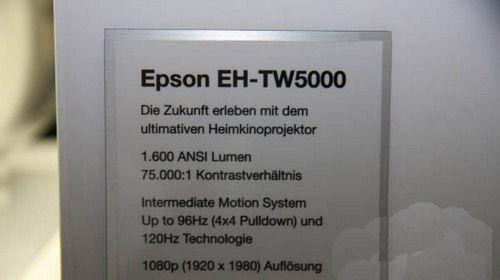 Epson EH-TW5000
Die Zukunft erleben mit dem
ultimativen Heimkinoprojektor
1.600 ANSI Lumen
75.000:1 Kontrastverhältnis
Intermediate Motion System
Up to 96Hz (4x4 Pulldown) und
120Hz Technologie
1080p (1920 x 1980) Auflösung